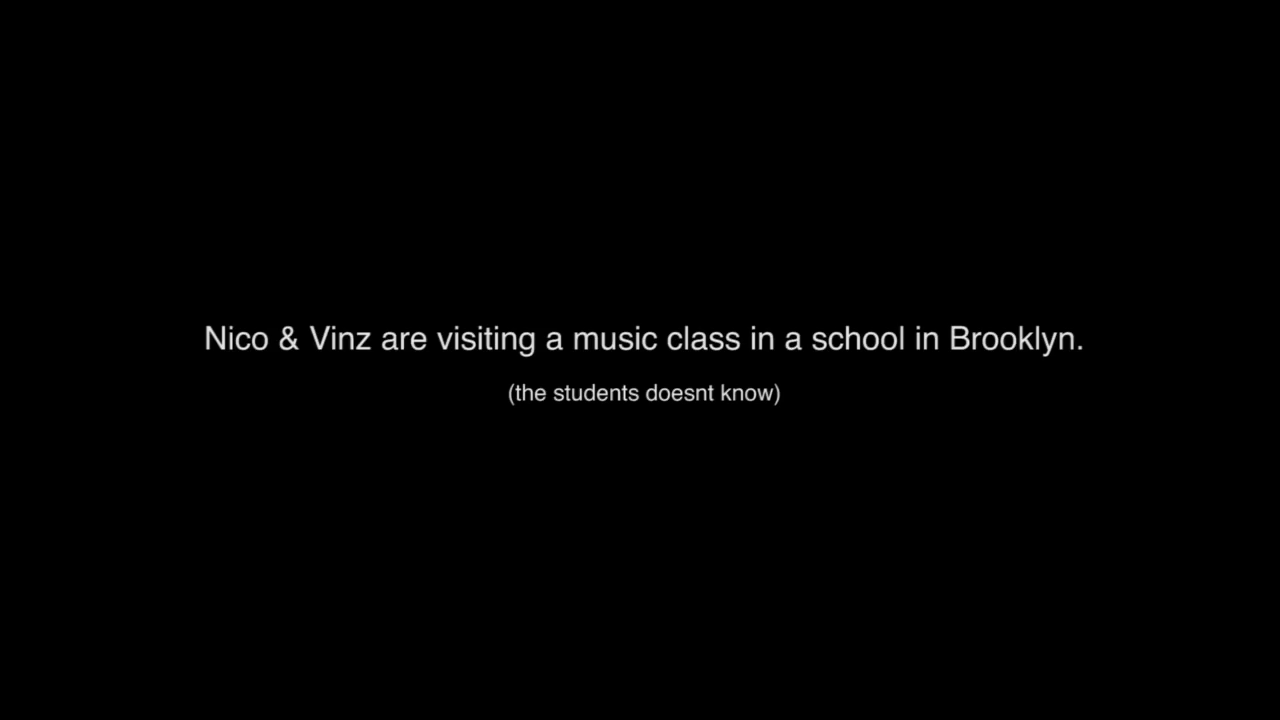 Nico & Vinz are visiting a music class in a school in Brooklyn.
(the students doesnt know)